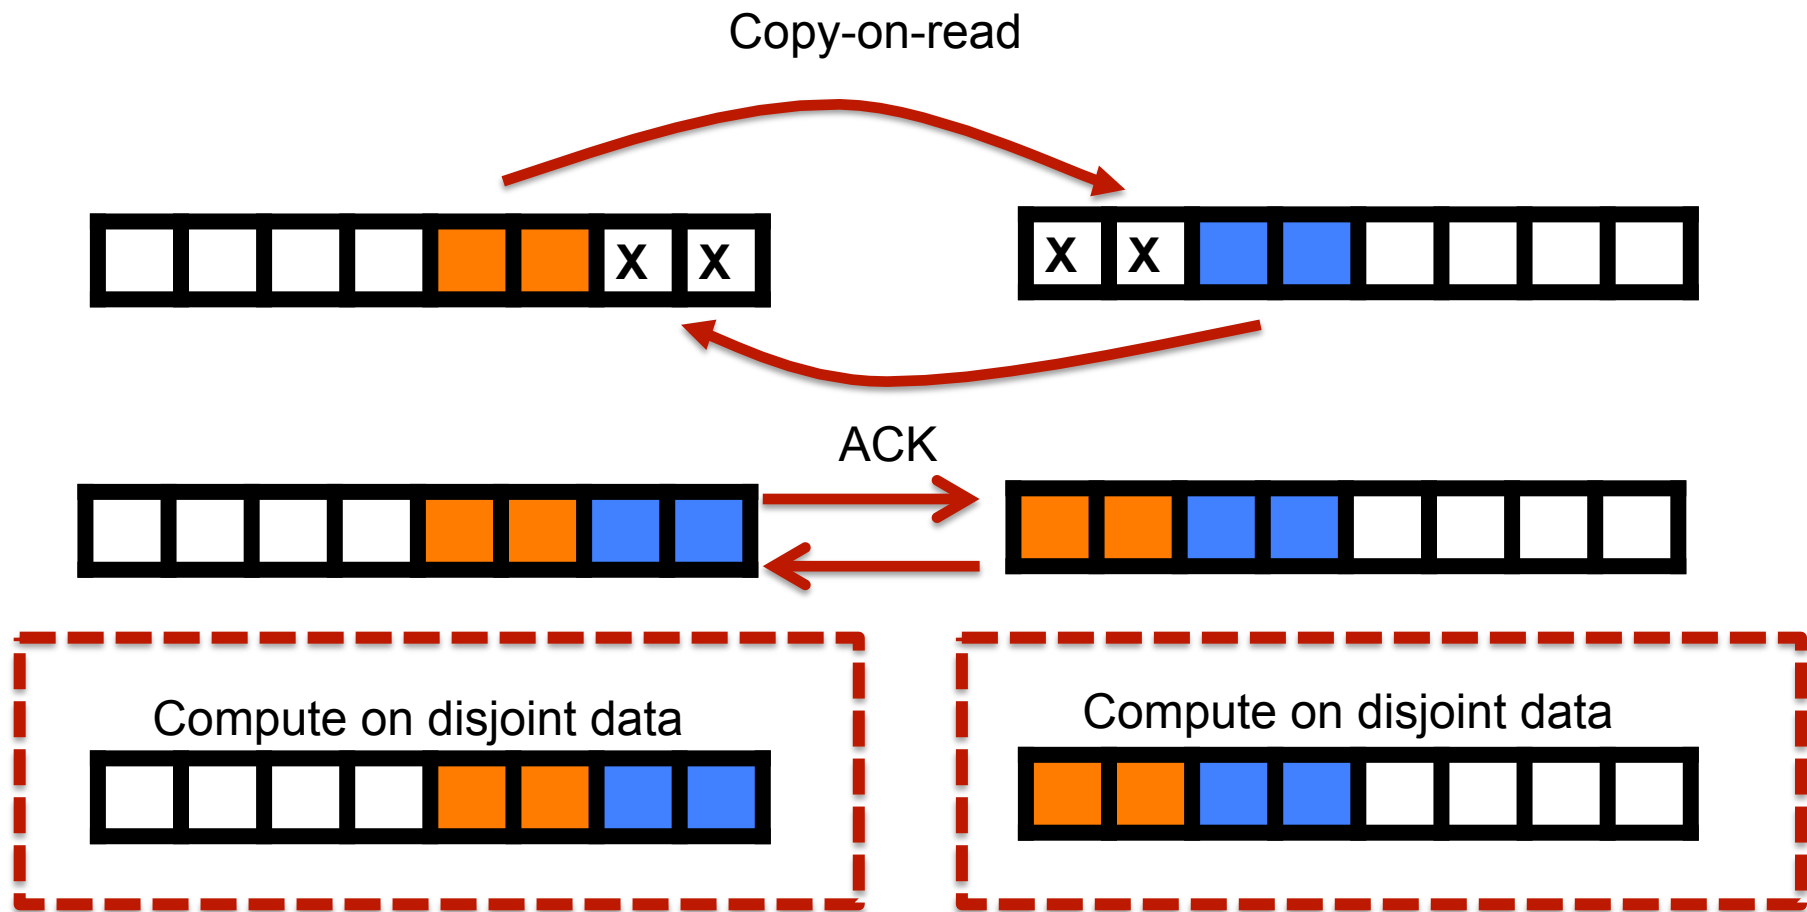 Copy-on-read
X X X X
ACK
Compute on disjoint data Compute on disjoint data